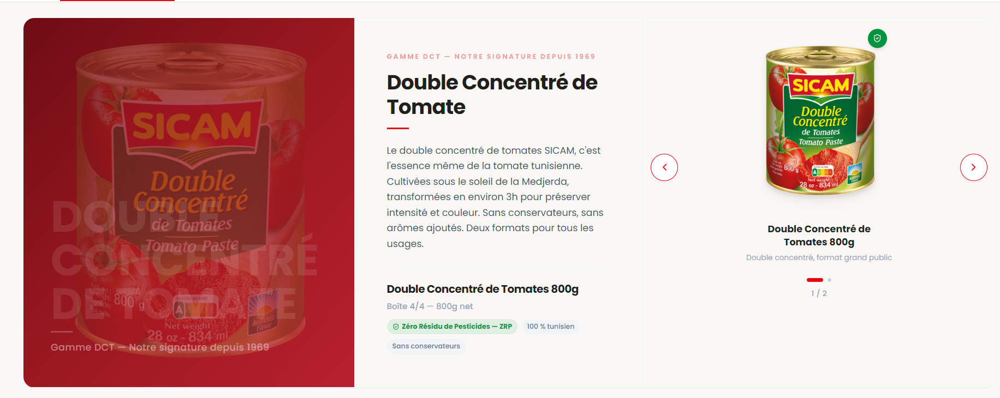 SICAM
Double
Concentré
de Tomates
Tomato Paste
DOUBLE
CONCENTRÉ
DE TOMATE
800 g
NUTRI-SCORE
A
Authentic
Flavor
Net weight
28 oz - 834 ml
Gamme DCT — Notre signature depuis 1969
GAMME DCT — NOTRE SIGNATURE DEPUIS 1969
Double Concentré de
Tomate
Le double concentré de tomates SICAM, c'est
l'essence même de la tomate tunisienne.
Cultivées sous le soleil de la Medjerda,
transformées en environ 3h pour préserver
intensité et couleur. Sans conservateurs, sans
arômes ajoutés. Deux formats pour tous les
usages.
Double Concentré de Tomates 800g
Boîte 4/4 — 800g net
Zéro Résidu de Pesticides — ZRP
100 % tunisien
Sans conservateurs
SICAM
Double
Concentré
de Tomates
Tomato Paste
800 g
NUTRI-SCORE
A B C D E
Authentic
Flavor
Net weight
28 oz - 834 ml
Double Concentré de
Tomates 800g
Double concentré, format grand public
1 / 2